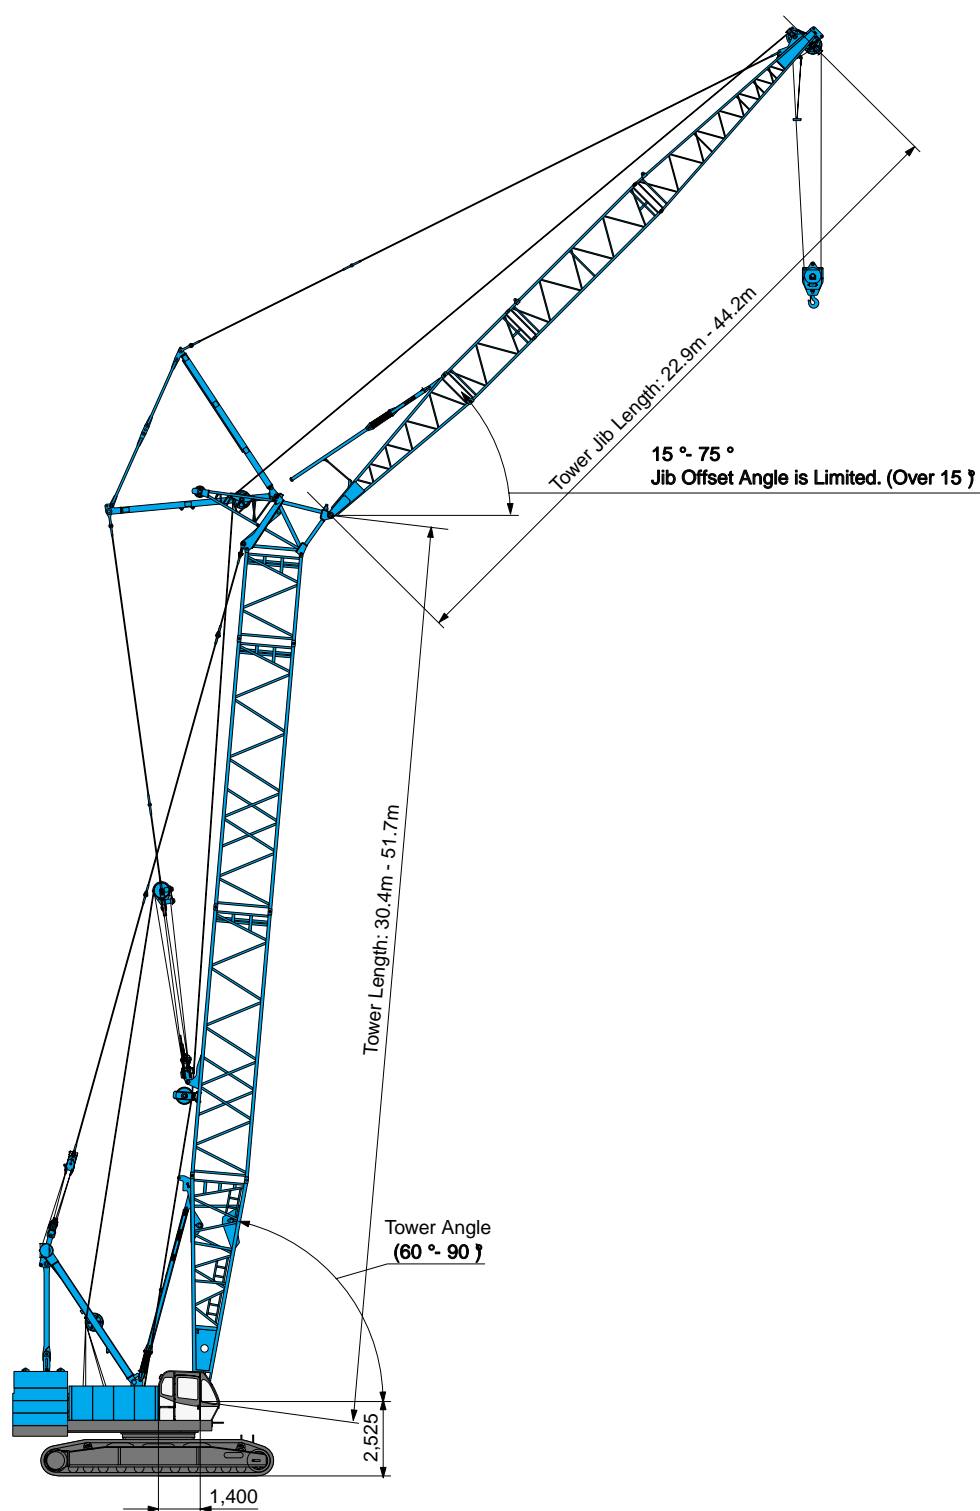 Tower Jib Length: 22.9m - 44.2m
15 °- 75 °
Jib Offset Angle is Limited. (Over 15 °)
Tower Length: 30.4m - 51.7m
Tower Angle
(60 °- 90 °)
2,525
1,400